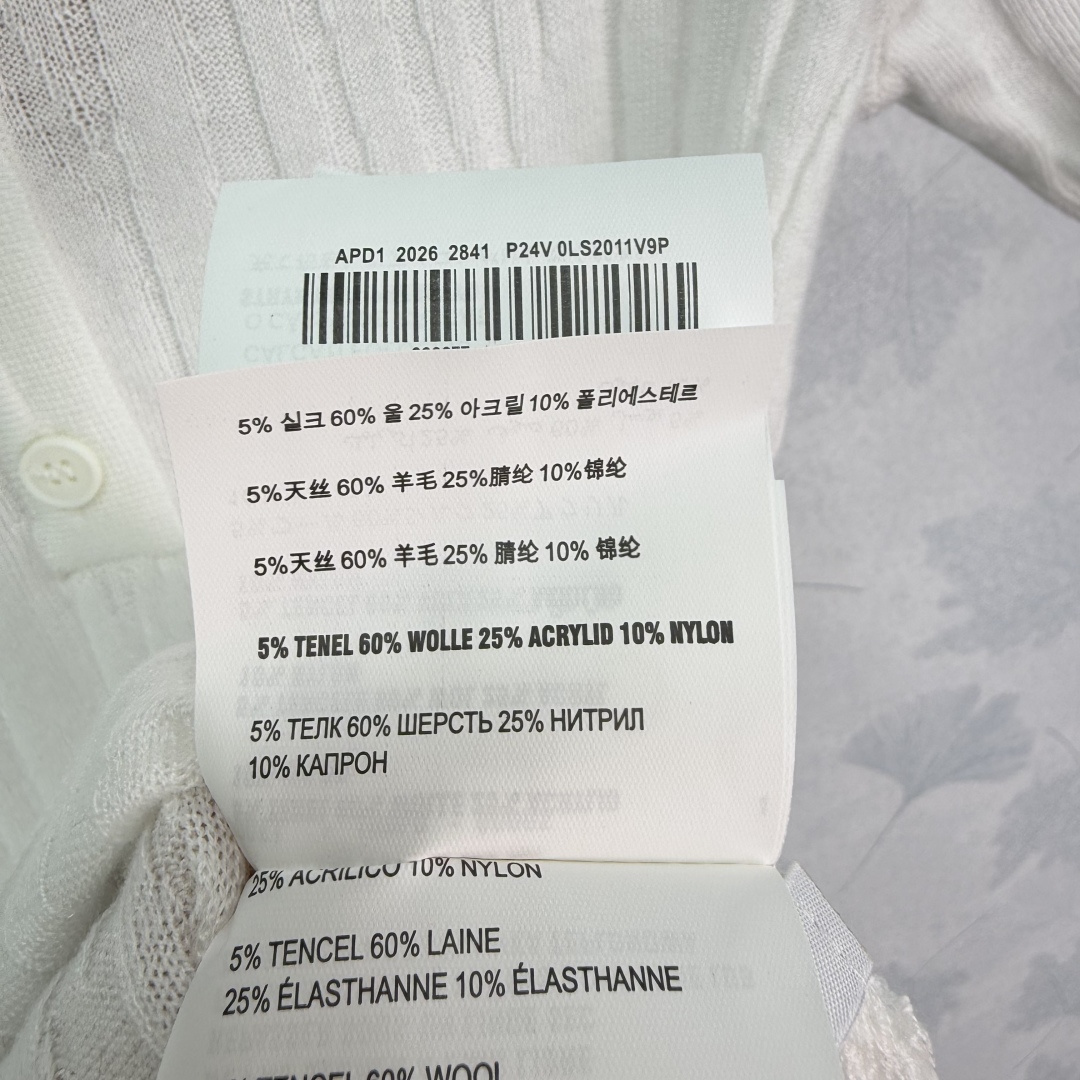 APD1 2026 2841 P24V 0LS2011V9P
5% 실크 60% 울 25% 아크릴 10% 폴리에스테르
5%天丝 60% 羊毛 25%腈纶 10%锦纶
5%天丝 60% 羊毛 25% 腈纶 10% 锦纶
5% TENEL 60% WOLLE 25% ACRYLID 10% NYLON
5% ТЕЛК 60% ШЕРСТЬ 25% НИТРИЛ
10% КАПРОН
25% ACRILICO 10% NYLON
5% TENCEL 60% LAINE
25% ÉLASTHANNE 10% ÉLASTHANNE
TENCEL 60% WOOL